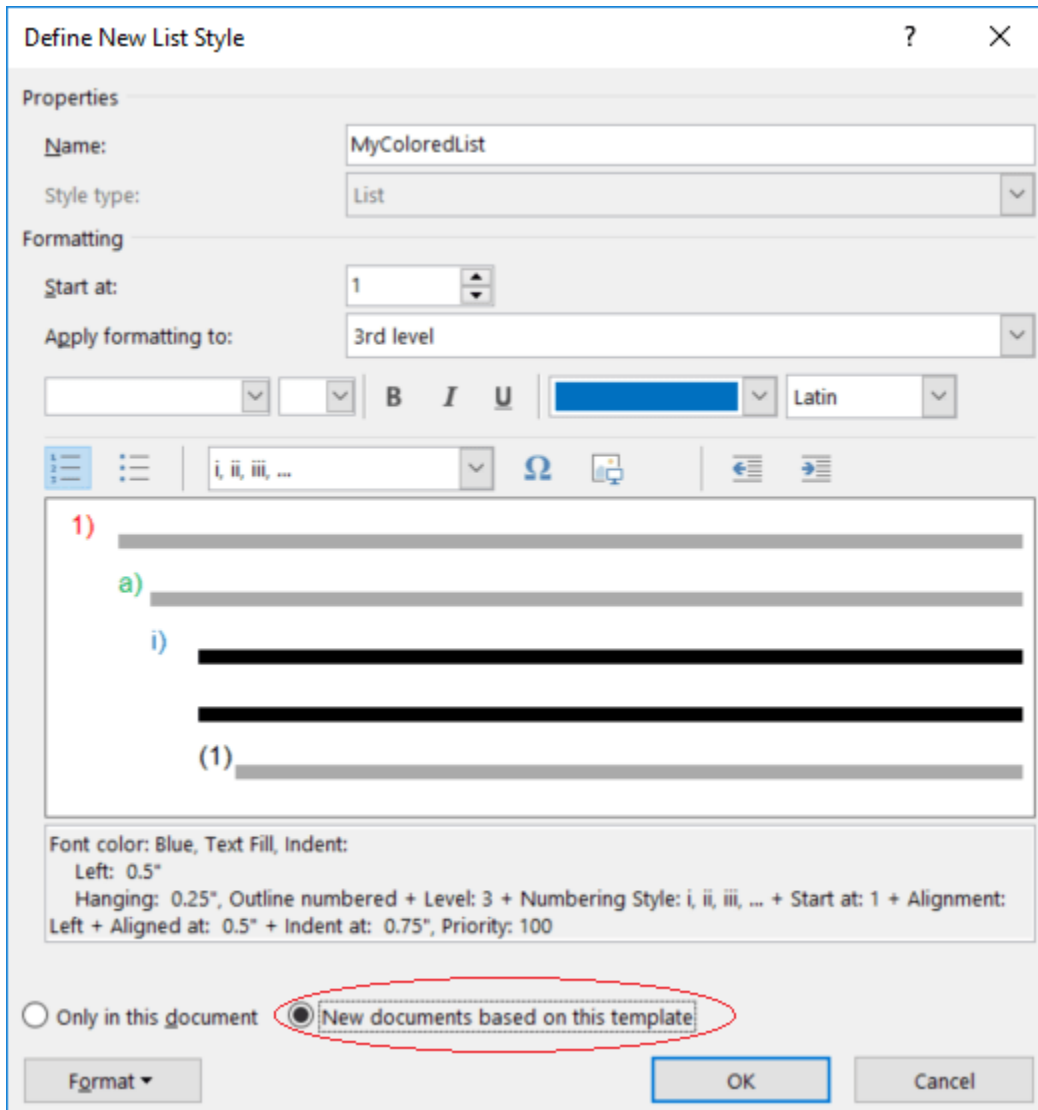 Define New List Style ?
Properties
Name: MyColoredList
Style type: List
Formatting
Start at: 1
Apply formatting to: 3rd level
B I U Latin
i, ii, iii, ... Ω
1)
a)
i)
(1)
Font color: Blue, Text Fill, Indent:
Left: 0.5"
Hanging: 0.25", Outline numbered + Level: 3 + Numbering Style: i, ii, iii, ... + Start at: 1 + Alignment:
Left + Aligned at: 0.5" + Indent at: 0.75", Priority: 100
Only in this document New documents based on this template
Format OK Cancel